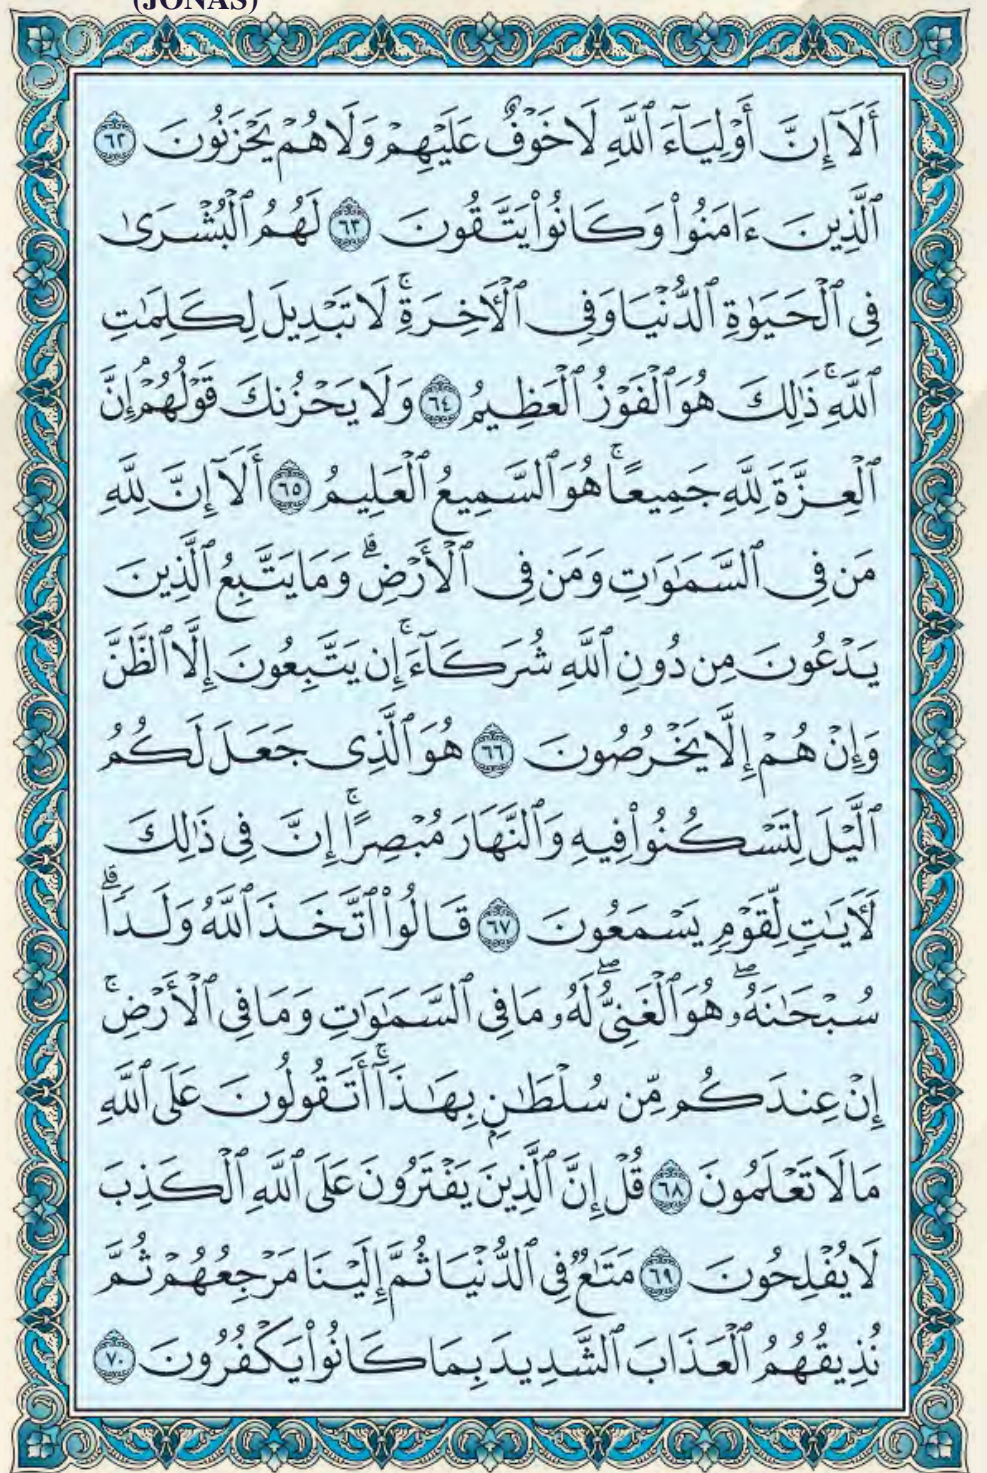 (JONAS)
أَلَآ إِنَّ أَوْلِيَآءَ ٱللَّهِ لَا خَوْفٌ عَلَيْهِمْ وَلَا هُمْ يَحْزَنُونَ ٦٢
ٱلَّذِينَ ءَامَنُوا۟ وَكَانُوا۟ يَتَّقُونَ ٦٣ لَهُمُ ٱلْبُشْرَىٰ
فِى ٱلْحَيَوٰةِ ٱلدُّنْيَا وَفِى ٱلْـَٔاخِرَةِ ۚ لَا تَبْدِيلَ لِكَلِمَٰتِ
ٱللَّهِ ۚ ذَٰلِكَ هُوَ ٱلْفَوْزُ ٱلْعَظِيمُ ٦٤ وَلَا يَحْزُنكَ قَوْلُهُمْ ۘ إِنَّ
ٱلْعِزَّةَ لِلَّهِ جَمِيعًا ۚ هُوَ ٱلسَّمِيعُ ٱلْعَلِيمُ ٦٥ أَلَآ إِنَّ لِلَّهِ
مَن فِى ٱلسَّمَٰوَٰتِ وَمَن فِى ٱلْأَرْضِ ۗ وَمَا يَتَّبِعُ ٱلَّذِينَ
يَدْعُونَ مِن دُونِ ٱللَّهِ شُرَكَآءَ ۚ إِن يَتَّبِعُونَ إِلَّا ٱلظَّنَّ
وَإِنْ هُمْ إِلَّا يَخْرُصُونَ ٦٦ هُوَ ٱلَّذِى جَعَلَ لَكُمُ
ٱلَّيْلَ لِتَسْكُنُوا۟ فِيهِ وَٱلنَّهَارَ مُبْصِرًا ۚ إِنَّ فِى ذَٰلِكَ
لَـَٔايَٰتٍ لِّقَوْمٍ يَسْمَعُونَ ٦٧ قَالُوا۟ ٱتَّخَذَ ٱللَّهُ وَلَدًا ۗ
سُبْحَٰنَهُۥ ۖ هُوَ ٱلْغَنِىُّ ۖ لَهُۥ مَا فِى ٱلسَّمَٰوَٰتِ وَمَا فِى ٱلْأَرْضِ ۚ
إِنْ عِندَكُم مِّن سُلْطَٰنٍۭ بِهَٰذَآ ۚ أَتَقُولُونَ عَلَى ٱللَّهِ
مَا لَا تَعْلَمُونَ ٦٨ قُلْ إِنَّ ٱلَّذِينَ يَفْتَرُونَ عَلَى ٱللَّهِ ٱلْكَذِبَ
لَا يُفْلِحُونَ ٦٩ مَتَٰعٌ فِى ٱلدُّنْيَا ثُمَّ إِلَيْنَا مَرْجِعُهُمْ ثُمَّ
نُذِيقُهُمُ ٱلْعَذَابَ ٱلشَّدِيدَ بِمَا كَانُوا۟ يَكْفُرُونَ ٧٠